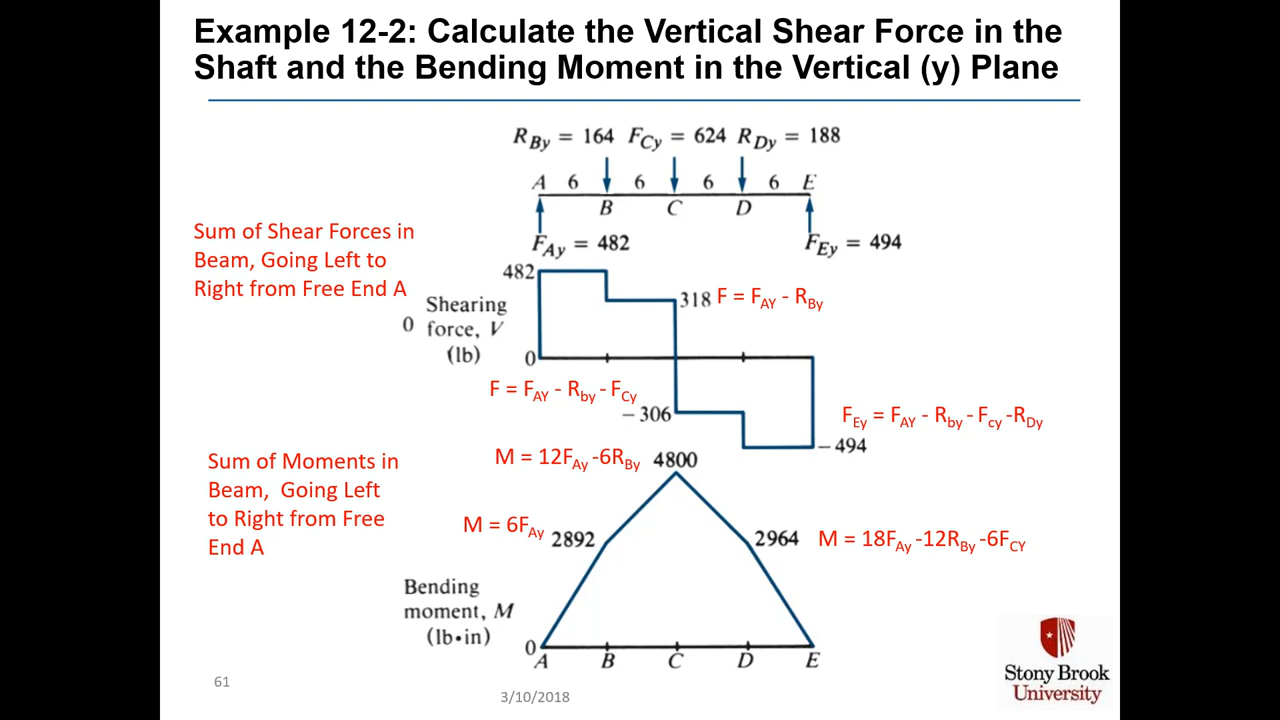 Example 12-2: Calculate the Vertical Shear Force in the
Shaft and the Bending Moment in the Vertical (y) Plane
R_By = 164 F_Cy = 624 R_Dy = 188
A 6 6 6 6 E
B C D
F_Ay = 482 F_Ey = 494
Sum of Shear Forces in
Beam, Going Left to
Right from Free End A
482
Shearing
0 force, V
(lb)
318 F = F_AY - R_By
0
F = F_AY - R_by - F_Cy
– 306
F_Ey = F_AY - R_by - F_cy -R_Dy
– 494
Sum of Moments in
Beam, Going Left
to Right from Free
End A
M = 12F_Ay -6R_By 4800
M = 6F_Ay 2892
2964 M = 18F_Ay -12R_By -6F_CY
Bending
moment, M
(lb•in)
0
A B C D E
61
3/10/2018
Stony Brook
University